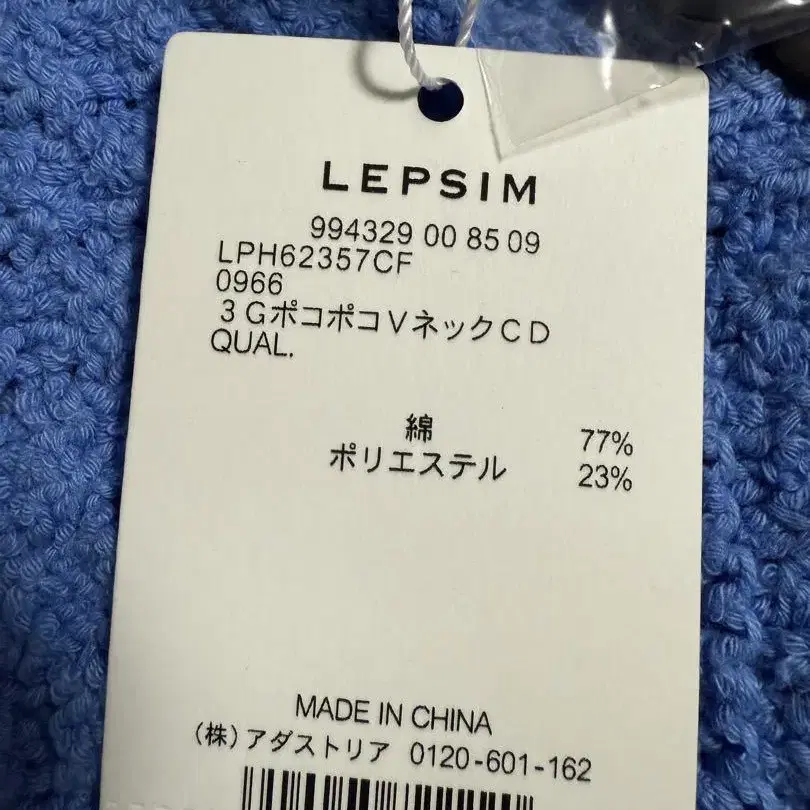 LEPSIM
994329 00 85 09
LPH62357CF
0966
３ＧポコポコＶネックＣＤ
QUAL.
綿 77%
ポリエステル 23%
MADE IN CHINA
(株)アダストリア 0120-601-162